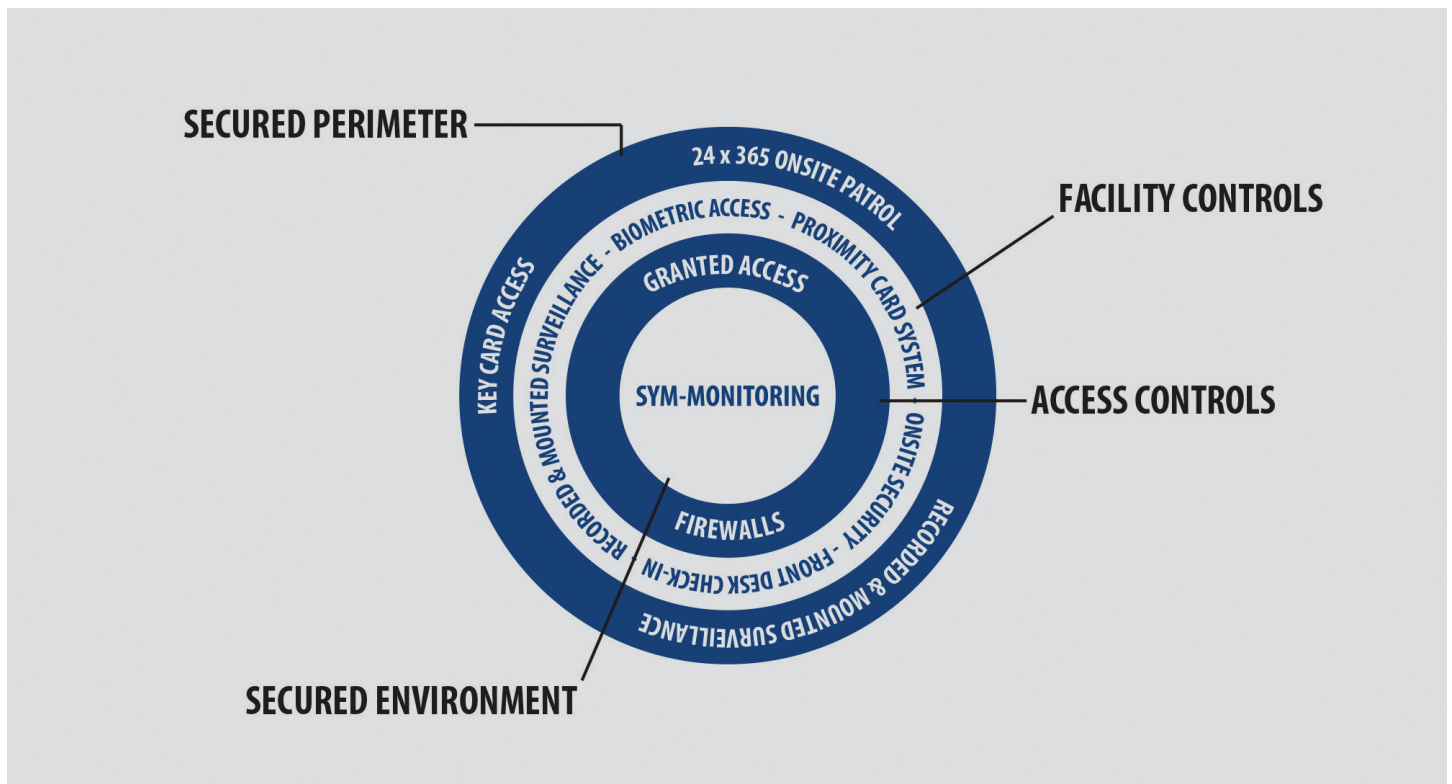 SECURED PERIMETER
24 x 365 ONSITE PATROL
FACILITY CONTROLS
BIOMETRIC ACCESS - PROXIMITY CARD SYSTEM - ONSITE SECURITY - FRONT DESK CHECK-IN - RECORDED & MOUNTED SURVEILLANCE -
GRANTED ACCESS
KEY CARD ACCESS
SYM-MONITORING
ACCESS CONTROLS
FIREWALLS
RECORDED & MOUNTED SURVEILLANCE
SECURED ENVIRONMENT